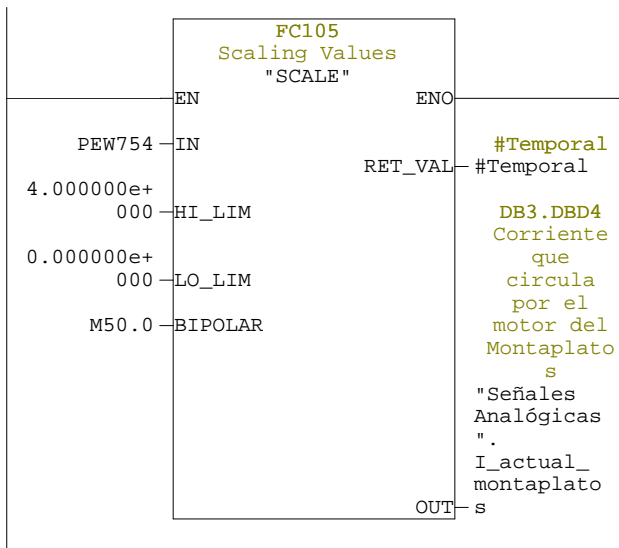 FC105
Scaling Values
"SCALE"
EN
ENO
PEW754
IN
#Temporal
RET_VAL
#Temporal
4.000000e+
000
HI_LIM
DB3.DBD4
Corriente
que
circula
por el
motor del
Montaplato
s
0.000000e+
000
LO_LIM
M50.0
BIPOLAR
"Señales
Analógicas
".
I_actual_
montaplato
OUT
s